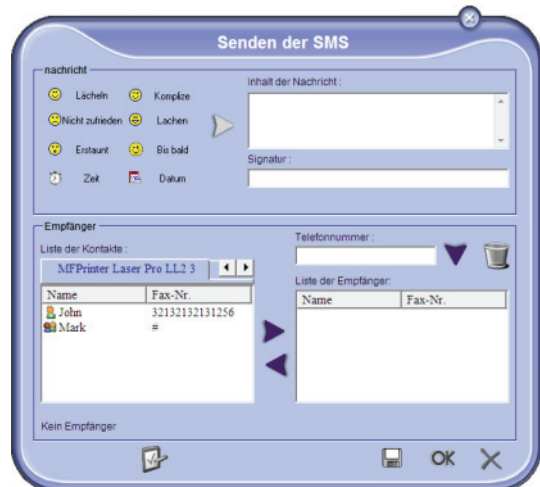 Senden der SMS
nachricht
Lächeln Komplize
Nicht zufrieden Lachen
Erstaunt Bis bald
Zeit Datum
Inhalt der Nachricht :
Signatur :
Empfänger
Liste der Kontakte :
MFPrinter Laser Pro LL2 3
Name Fax-Nr.
John 32132132131256
Mark #
Telefonnummer :
Liste der Empfänger:
Name Fax-Nr.
Kein Empfänger
OK